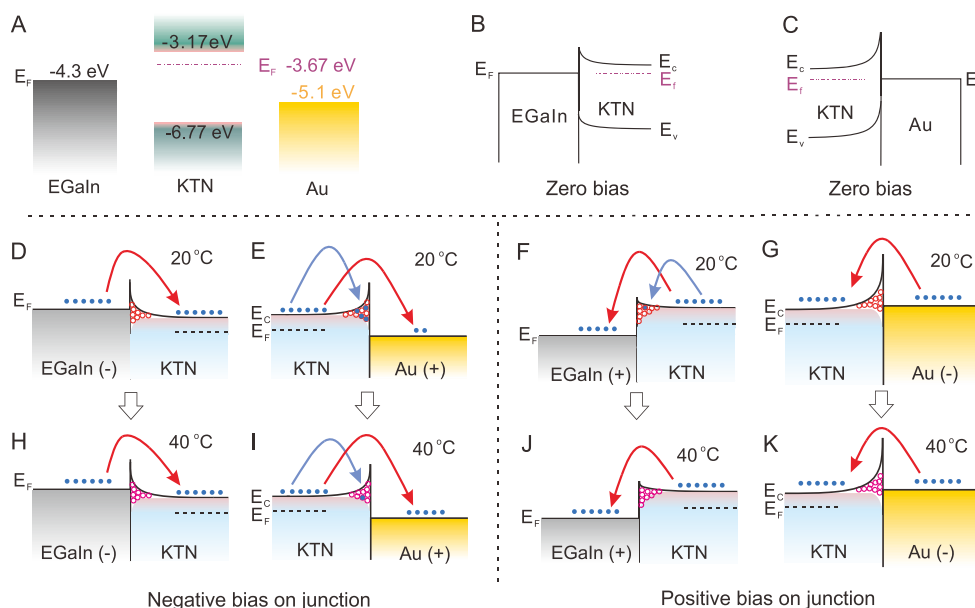 A
-3.17eV
-4.3 eV
E_F
E_F -3.67 eV
-5.1 eV
-6.77 eV
EGaIn
KTN
Au
B
E_F
E_c
E_f
EGaIn
KTN
E_v
Zero bias
C
E_c
E_f
E
KTN
Au
E_v
Zero bias
D
20°C
E_F
EGaIn (-)
KTN
E
20°C
E_C
E_F
KTN
Au (+)
F
20°C
E_F
EGaIn (+)
KTN
G
20°C
E_C
E_F
KTN
Au (-)
H
40°C
E_F
EGaIn (-)
KTN
I
40°C
E_C
E_F
KTN
Au (+)
J
40°C
E_F
EGaIn (+)
KTN
K
40°C
E_C
E_F
KTN
Au (-)
Negative bias on junction
Positive bias on junction